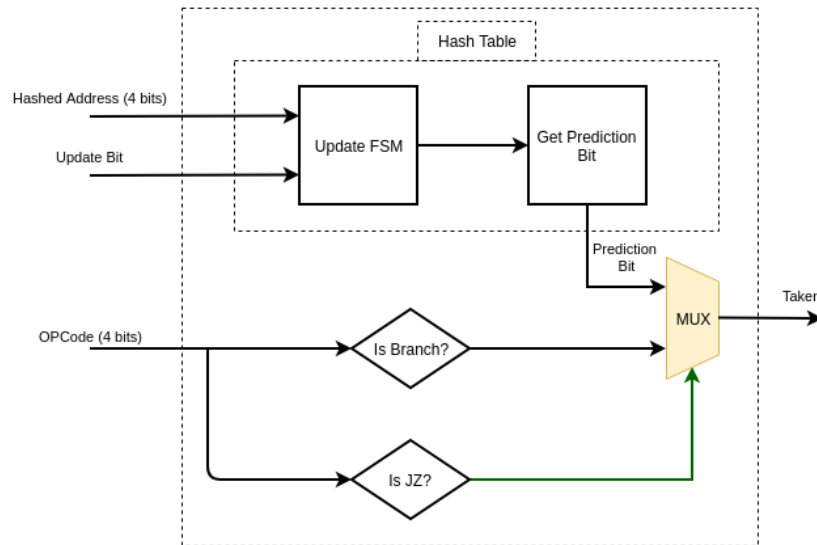 Hash Table
Hashed Address (4 bits)
Update FSM
Get Prediction
Bit
Update Bit
Prediction
Bit
Taken
MUX
OPCode (4 bits)
Is Branch?
Is JZ?